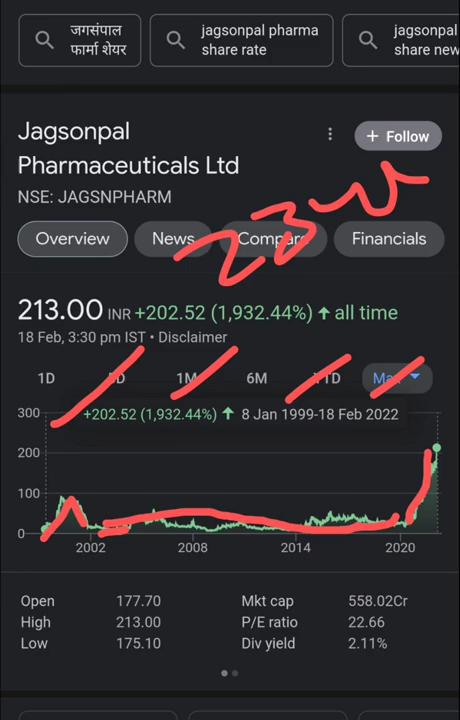 जगसंपाल
फार्मा शेयर
jagsonpal pharma
share rate
jagsonpal
share new
Jagsonpal
Pharmaceuticals Ltd
+ Follow
NSE: JAGSNPHARM
Overview News Compare Financials
213.00 INR +202.52 (1,932.44%) ↑ all time
18 Feb, 3:30 pm IST • Disclaimer
1D 5D 1M 6M YTD Max
+202.52 (1,932.44%) ↑ 8 Jan 1999-18 Feb 2022
300
200
100
0
2002 2008 2014 2020
Open 177.70 Mkt cap 558.02Cr
High 213.00 P/E ratio 22.66
Low 175.10 Div yield 2.11%